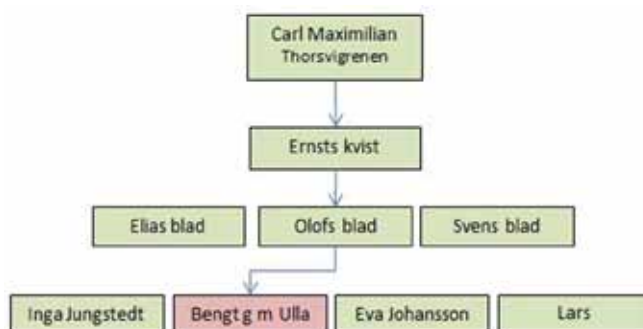 Carl Maximilian
Thorsvigrenen
Ernsts kvist
Elias blad
Olofs blad
Svens blad
Inga Jungstedt
Bengt g m Ulla
Eva Johansson
Lars